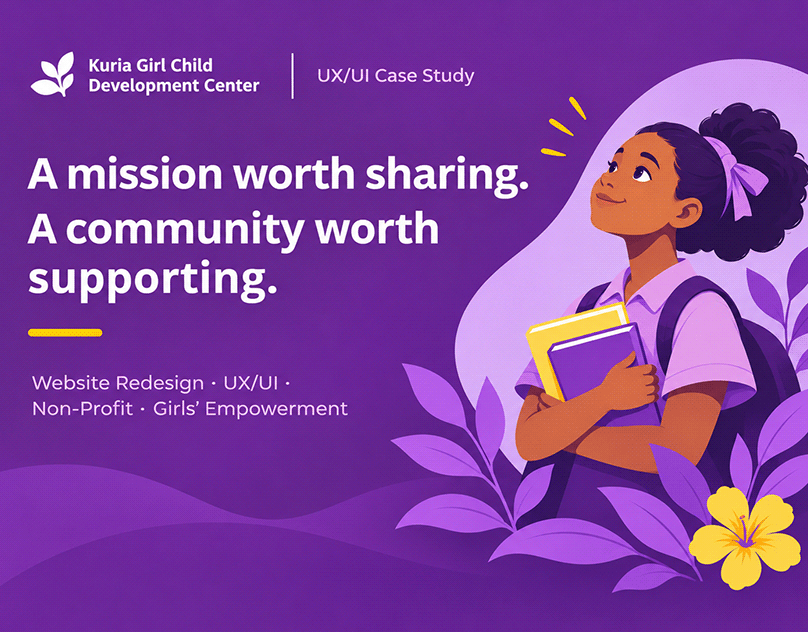 Kuria Girl Child
Development Center
UX/UI Case Study
A mission worth sharing.
A community worth
supporting.
Website Redesign · UX/UI ·
Non-Profit · Girls’ Empowerment